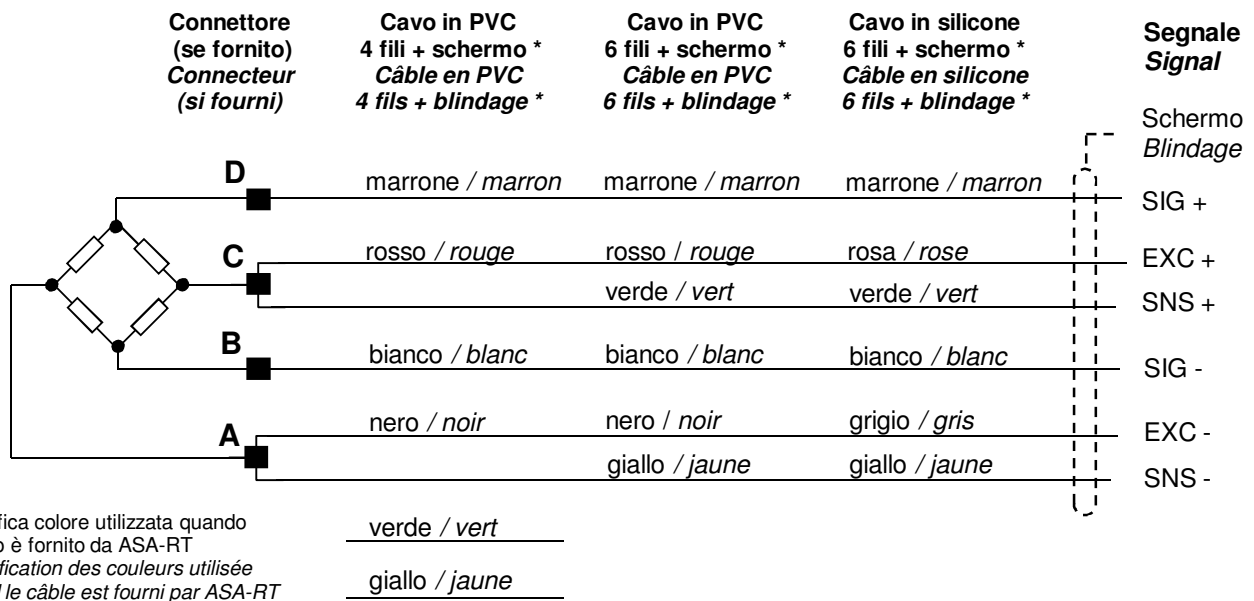 Connettore
(se fornito)
Connecteur
(si fourni)
Cavo in PVC
4 fili + schermo *
Câble en PVC
4 fils + blindage *
Cavo in PVC
6 fili + schermo *
Câble en PVC
6 fils + blindage *
Cavo in silicone
6 fili + schermo *
Câble en silicone
6 fils + blindage *
Segnale
Signal
Schermo
Blindage
D marrone / marron marrone / marron marrone / marron SIG +
C rosso / rouge rosso / rouge rosa / rose EXC +
verde / vert verde / vert SNS +
B bianco / blanc bianco / blanc bianco / blanc SIG -
A nero / noir nero / noir grigio / gris EXC -
giallo / jaune giallo / jaune SNS -
colore utilizzata quando
è fornito da ASA-RT
des couleurs utilisée
le câble est fourni par ASA-RT
verde / vert
giallo / jaune